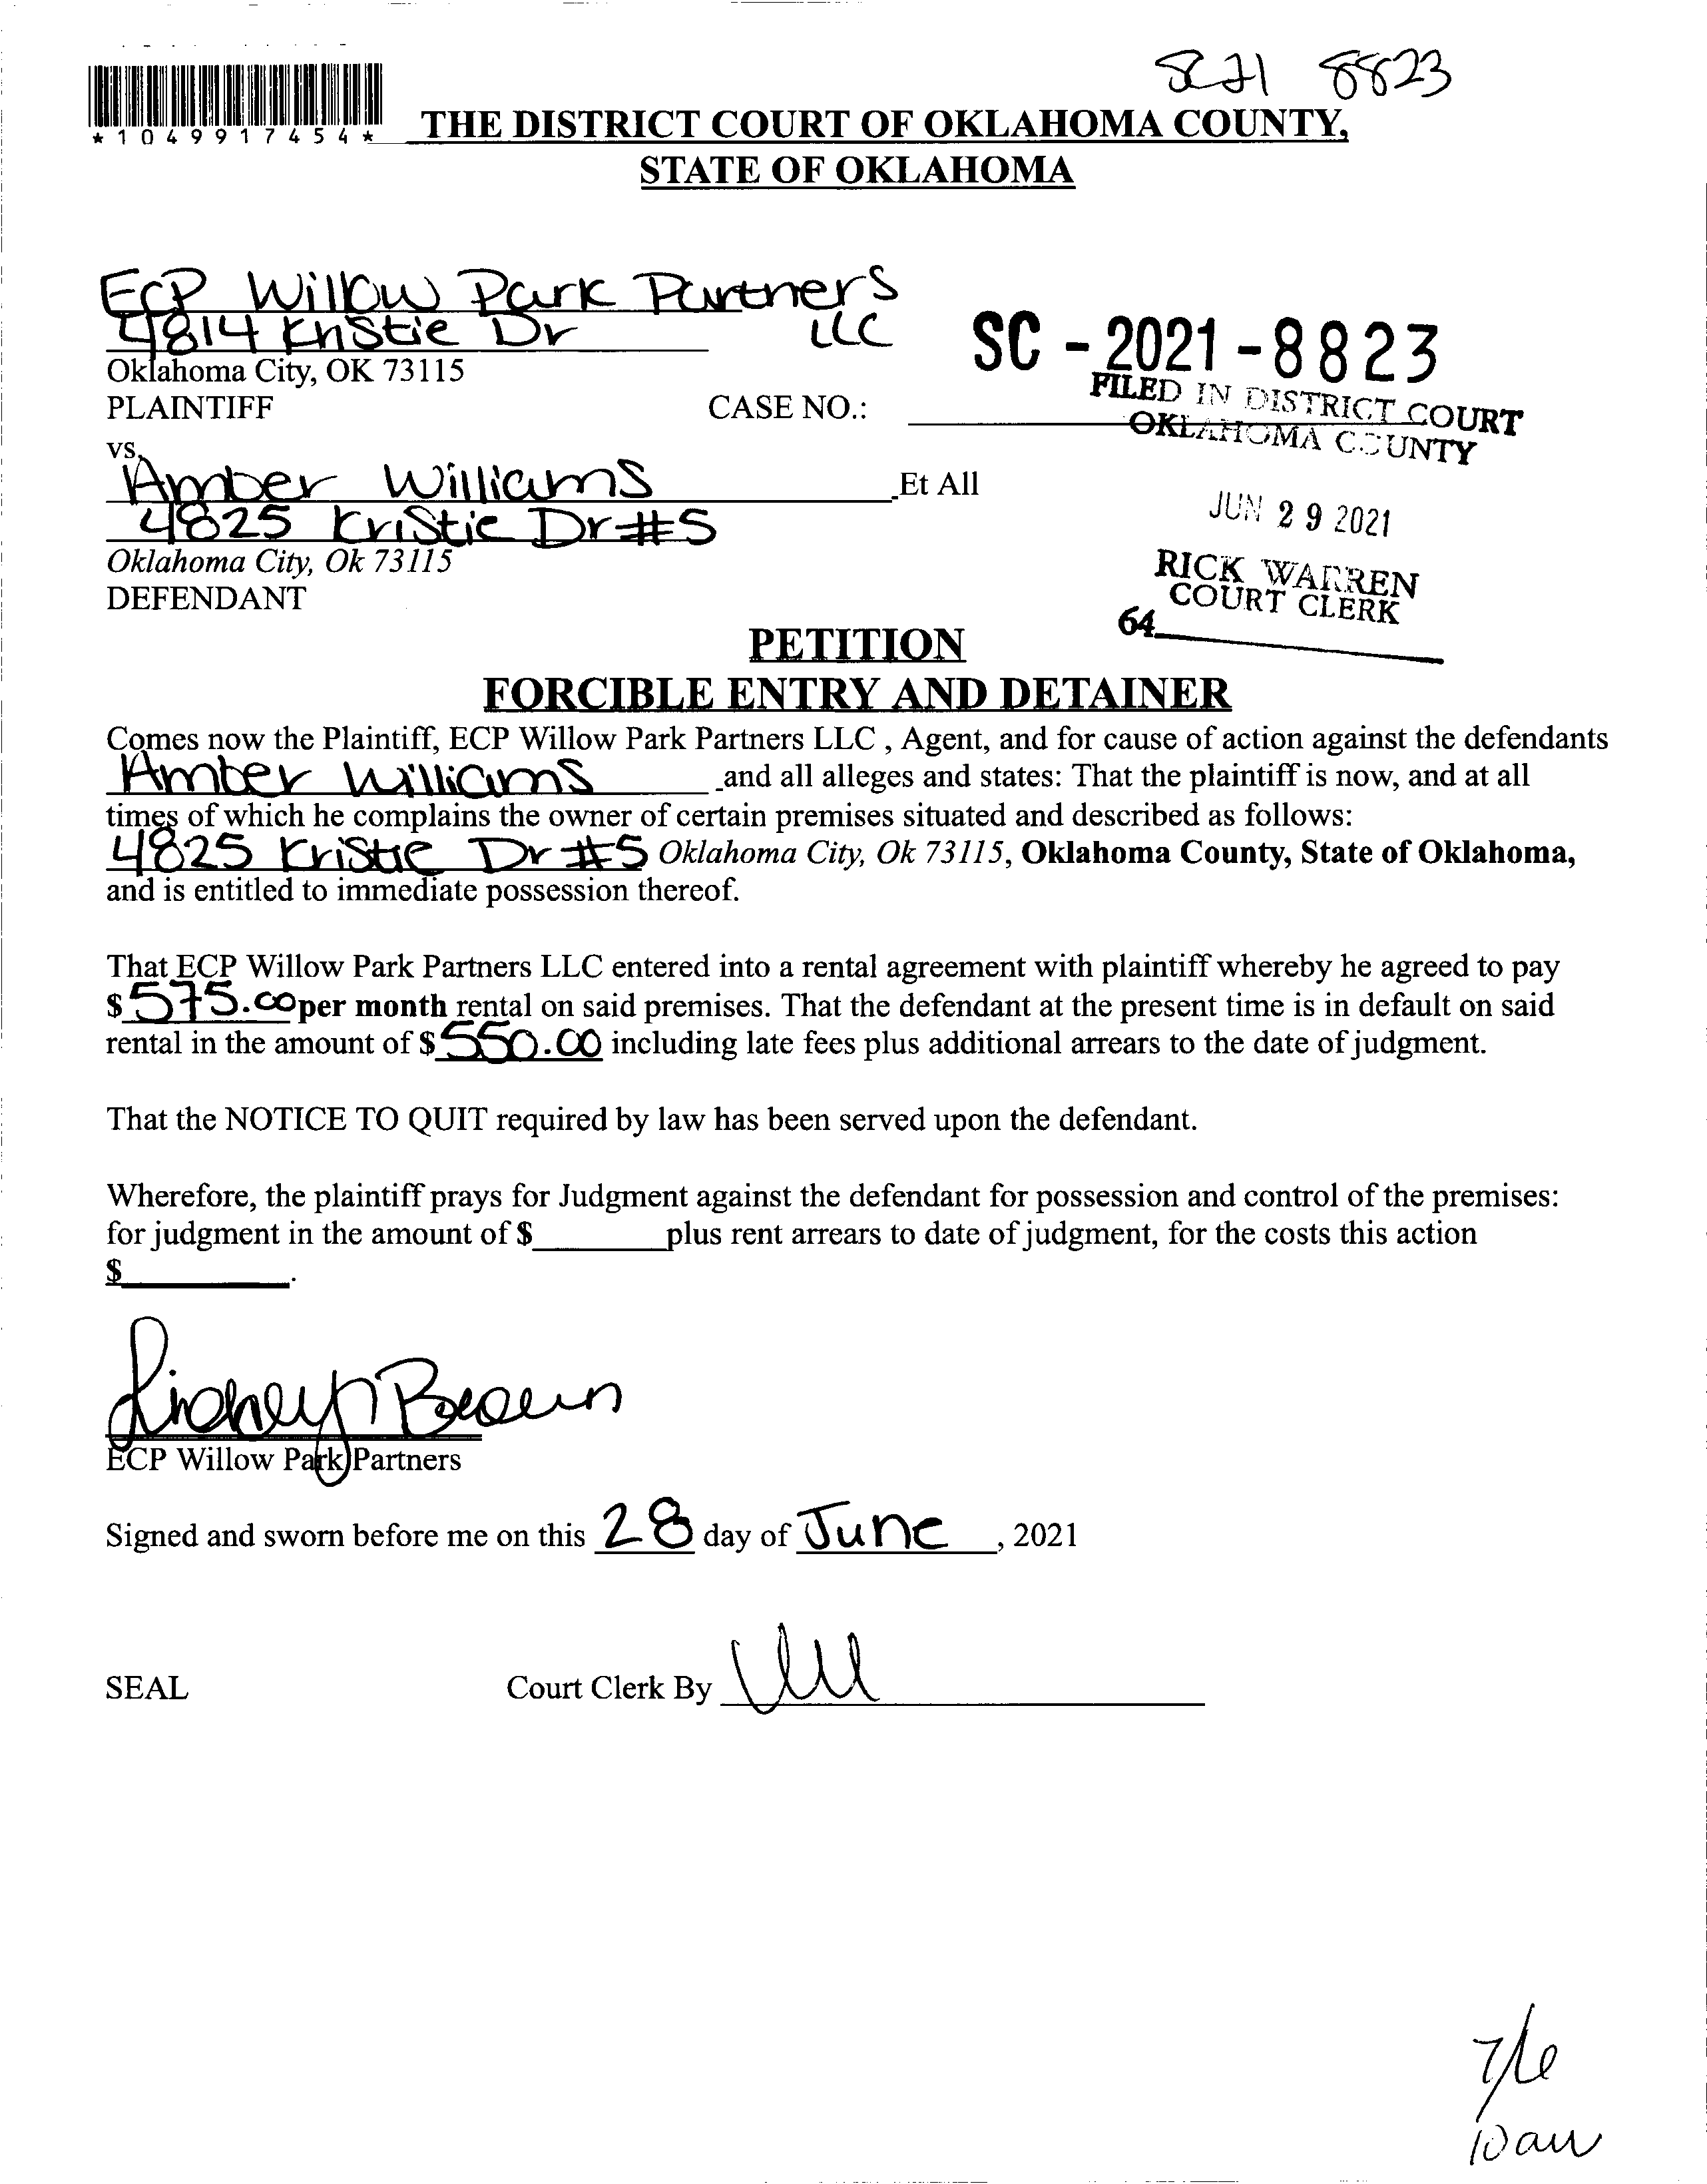 SC 21 8823
*1049917454*
THE DISTRICT COURT OF OKLAHOMA COUNTY,
STATE OF OKLAHOMA
ECP Willow Park Partners
LLC
4814 Kristie Dr
Oklahoma City, OK 73115
PLAINTIFF
CASE NO.:
SC - 2021 - 8823
FILED IN DISTRICT COURT
OKLAHOMA COUNTY
vs.
Amber Williams Et All
4825 Kristie Dr #5
Oklahoma City, Ok 73115
DEFENDANT
JUN 29 2021
RICK WARREN
COURT CLERK
64
PETITION
FORCIBLE ENTRY AND DETAINER
Comes now the Plaintiff, ECP Willow Park Partners LLC , Agent, and for cause of action against the defendants
Amber Williams and all alleges and states: That the plaintiff is now, and at all
times of which he complains the owner of certain premises situated and described as follows:
4825 Kristie Dr #5 Oklahoma City, Ok 73115, Oklahoma County, State of Oklahoma,
and is entitled to immediate possession thereof.
That ECP Willow Park Partners LLC entered into a rental agreement with plaintiff whereby he agreed to pay
$575.00 per month rental on said premises. That the defendant at the present time is in default on said
rental in the amount of $550.00 including late fees plus additional arrears to the date of judgment.
That the NOTICE TO QUIT required by law has been served upon the defendant.
Wherefore, the plaintiff prays for Judgment against the defendant for possession and control of the premises:
for judgment in the amount of $________plus rent arrears to date of judgment, for the costs this action
$__________.
Brown
ECP Willow Park Partners
Signed and sworn before me on this 28 day of June, 2021
SEAL
Court Clerk By
7/6
10am